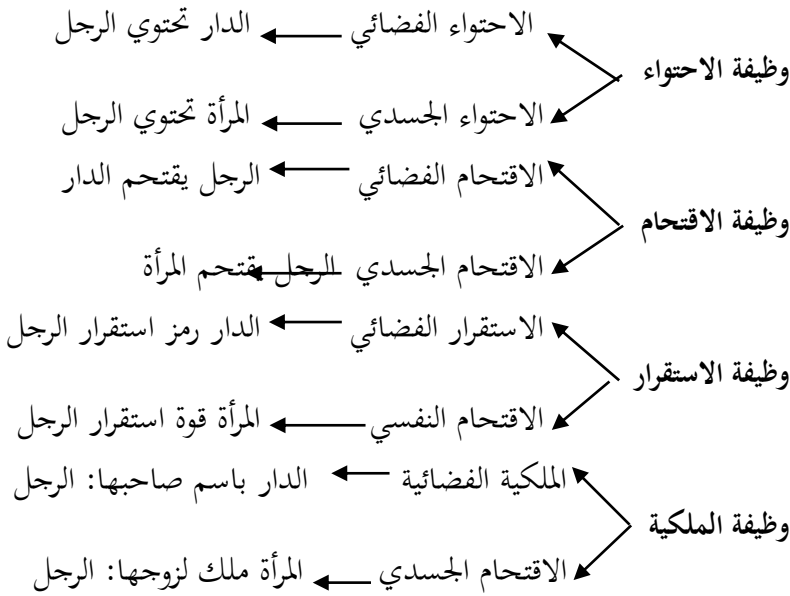 الاحتواء الفضائي الدار تحتوي الرجل
وظيفة الاحتواء
الاحتواء الجسدي المرأة تحتوي الرجل
الاقتحام الفضائي الرجل يقتحم الدار
وظيفة الاقتحام
الاقتحام الجسدي الرجل يقتحم المرأة
الاستقرار الفضائي الدار رمز استقرار الرجل
وظيفة الاستقرار
الاقتحام النفسي المرأة قوة استقرار الرجل
الملكية الفضائية الدار باسم صاحبها: الرجل
وظيفة الملكية
الاقتحام الجسدي المرأة ملك لزوجها: الرجل